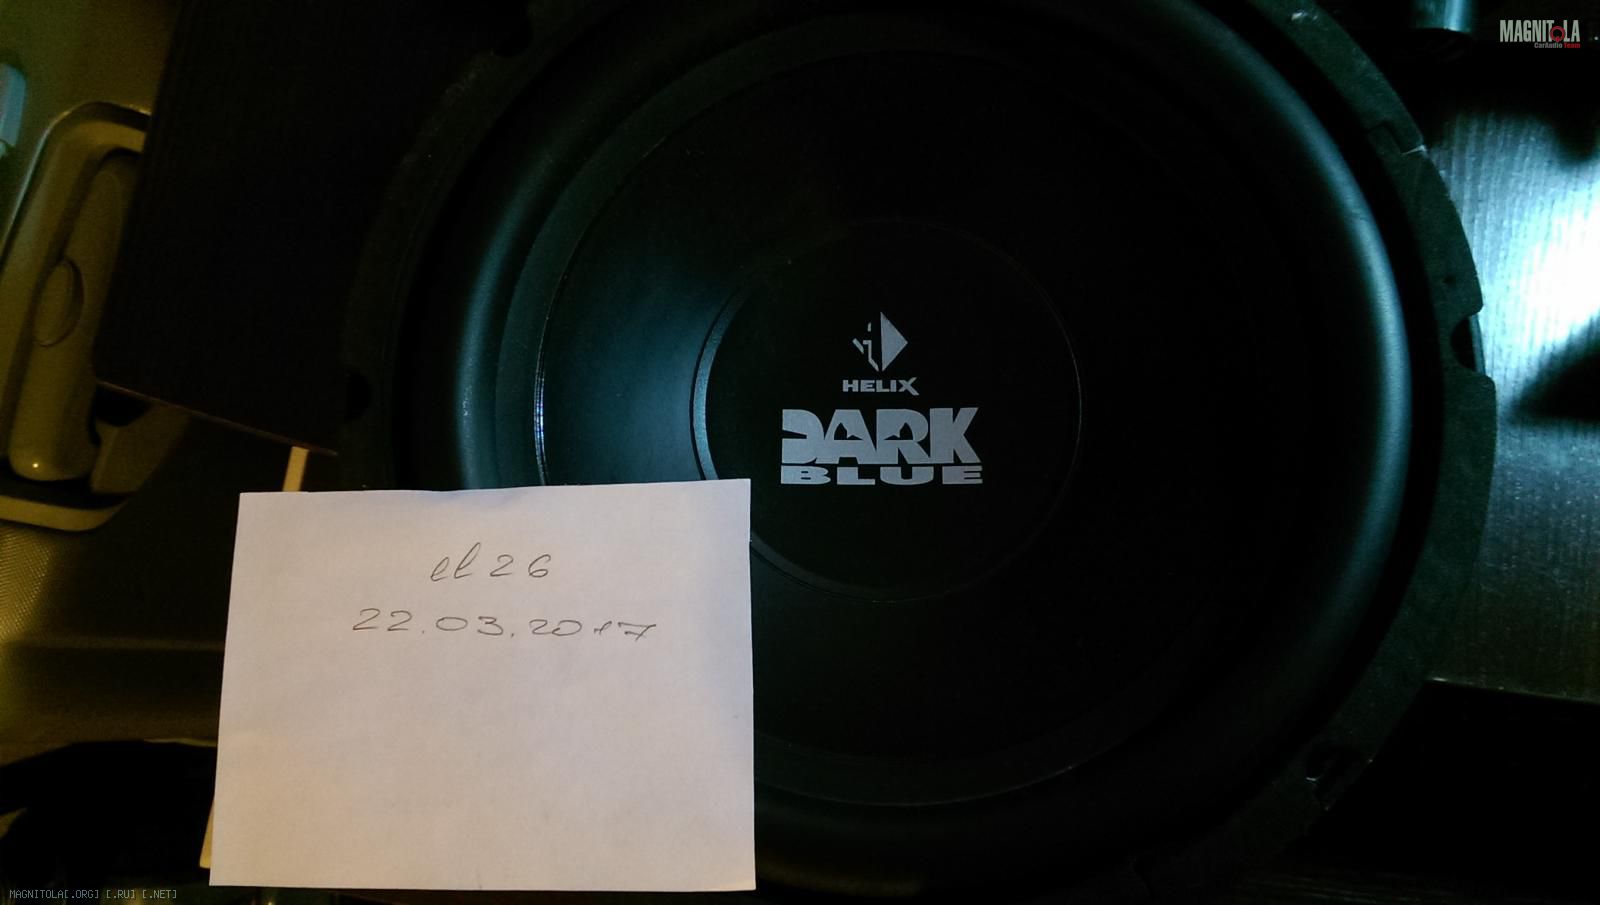 MAGNITOLA
CarAudio Team
HELIX
DARK
BLUE
el26
22.03.2017
MAGNITOLA[.ORG] [.RU] [.NET]